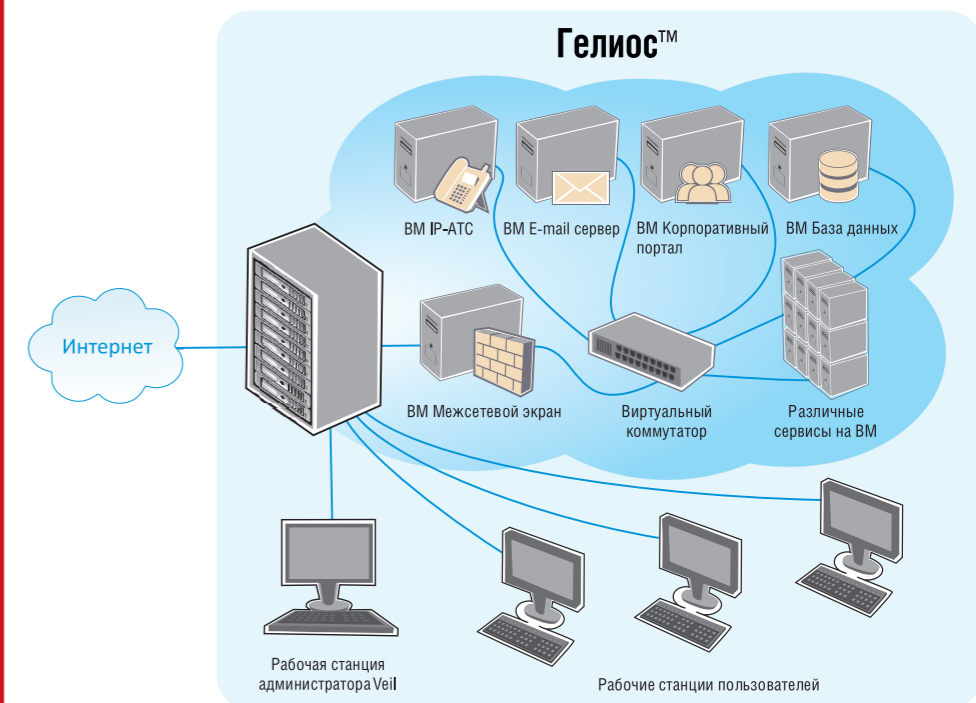 Гелиос™
ВМ IP-АТС
ВМ E-mail сервер
ВМ Корпоративный
портал
ВМ База данных
Интернет
ВМ Межсетевой экран
Виртуальный
коммутатор
Различные
сервисы на ВМ
Рабочая станция
администратора Veil
Рабочие станции пользователей